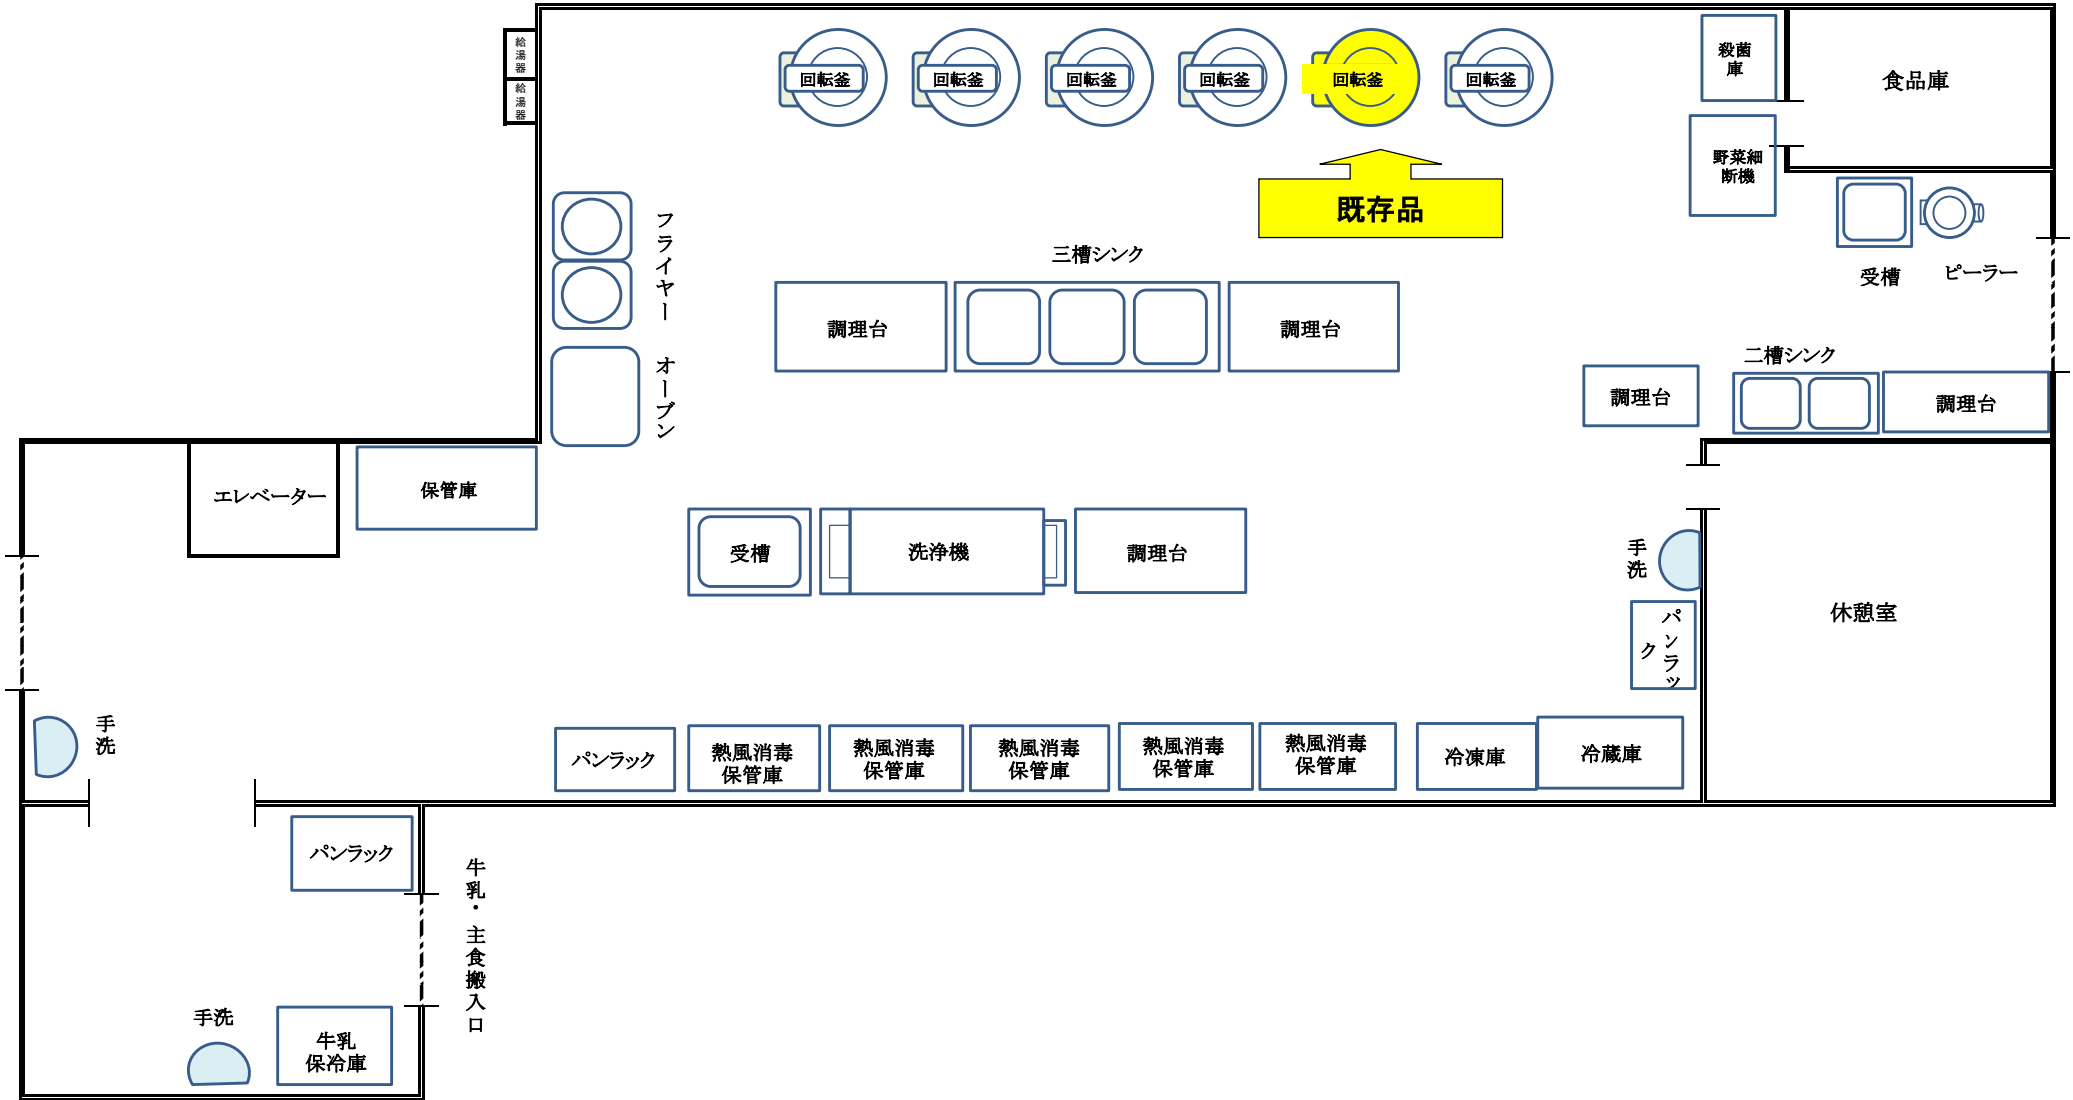 給湯器
給湯器
回転釜
回転釜
回転釜
回転釜
回転釜
回転釜
殺菌
庫
食品庫
野菜細
断機
既存品
フライヤー
三槽シンク
受槽
ピーラー
調理台
調理台
オーブン
二槽シンク
調理台
調理台
エレベーター
保管庫
受槽
洗浄機
調理台
手洗
パンラッ
ク
休憩室
手洗
パンラック
熱風消毒
保管庫
熱風消毒
保管庫
熱風消毒
保管庫
熱風消毒
保管庫
熱風消毒
保管庫
冷凍庫
冷蔵庫
パンラック
牛乳・主食搬入口
手洗
牛乳
保冷庫